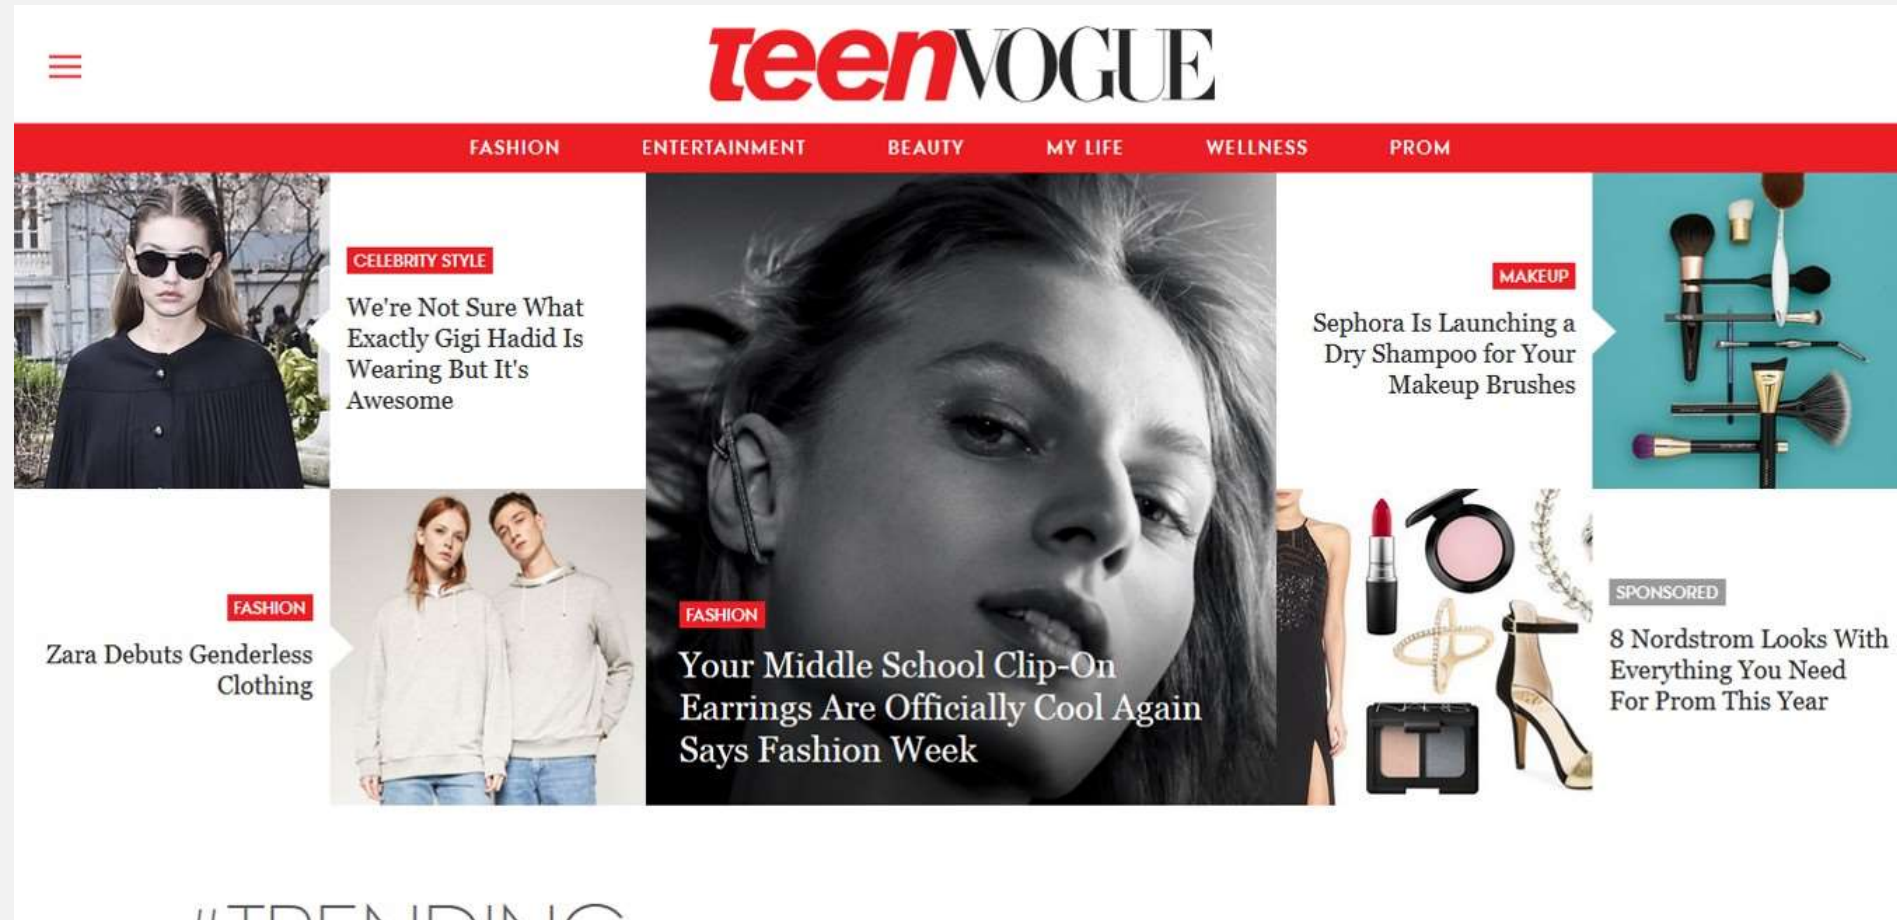 teenVOGUE
FASHION ENTERTAINMENT BEAUTY MY LIFE WELLNESS PROM
CELEBRITY STYLE
We're Not Sure What
Exactly Gigi Hadid Is
Wearing But It's
Awesome
FASHION
Zara Debuts Genderless
Clothing
FASHION
Your Middle School Clip-On
Earrings Are Officially Cool Again
Says Fashion Week
MAKEUP
Sephora Is Launching a
Dry Shampoo for Your
Makeup Brushes
SPONSORED
8 Nordstrom Looks With
Everything You Need
For Prom This Year
#TRENDING